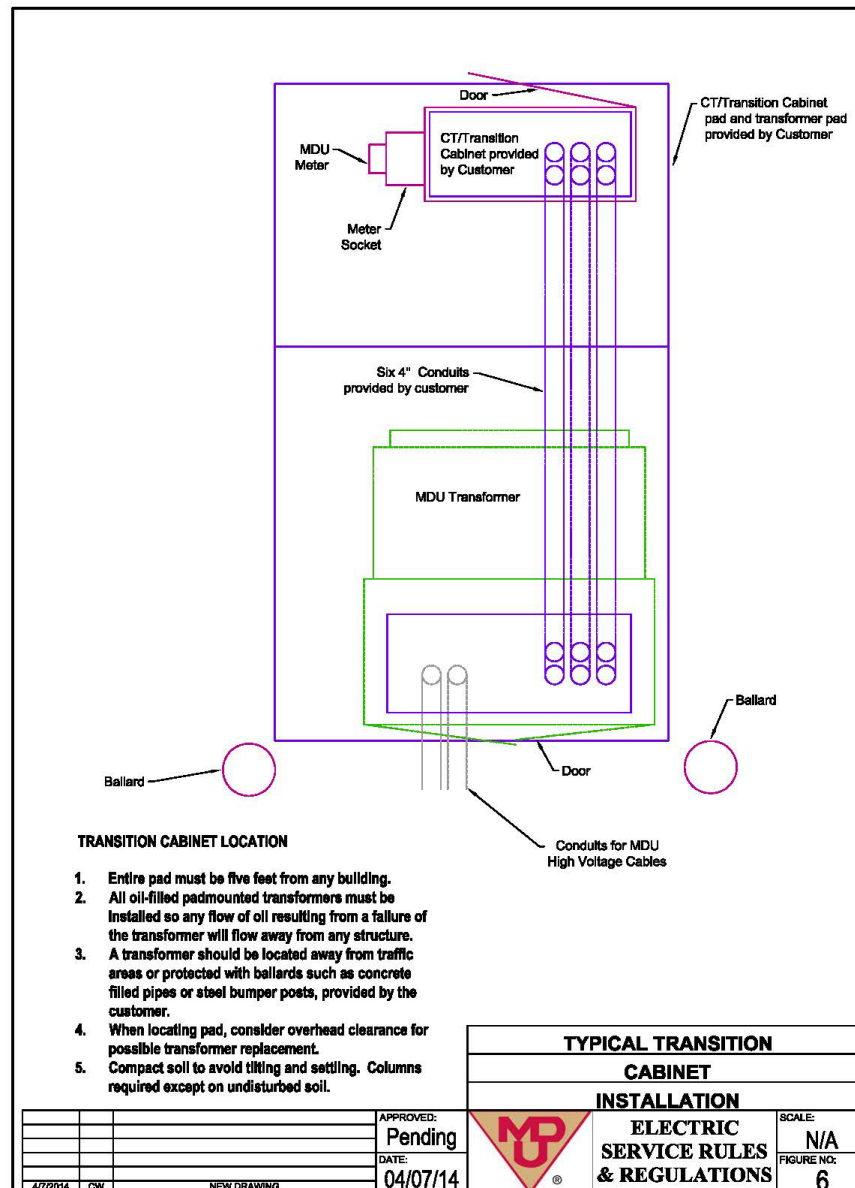 Door
CT/Transition Cabinet
pad and transformer pad
provided by Customer
CT/Transition
Cabinet provided
by Customer
MDU
Meter
Meter
Socket
Six 4" Conduits
provided by customer
MDU Transformer
Ballard
Door
Ballard
Conduits for MDU
High Voltage Cables
TRANSITION CABINET LOCATION
1. Entire pad must be five feet from any building.
2. All oil-filled padmounted transformers must be
installed so any flow of oil resulting from a failure of
the transformer will flow away from any structure.
3. A transformer should be located away from traffic
areas or protected with ballards such as concrete
filled pipes or steel bumper posts, provided by the
customer.
4. When locating pad, consider overhead clearance for
possible transformer replacement.
5. Compact soil to avoid tilting and settling. Columns
required except on undisturbed soil.
TYPICAL TRANSITION
CABINET
INSTALLATION
APPROVED:
Pending
DATE:
04/07/14
MDU
®
ELECTRIC
SERVICE RULES
& REGULATIONS
SCALE:
N/A
FIGURE NO:
6
4/7/2014 CW NEW DRAWING